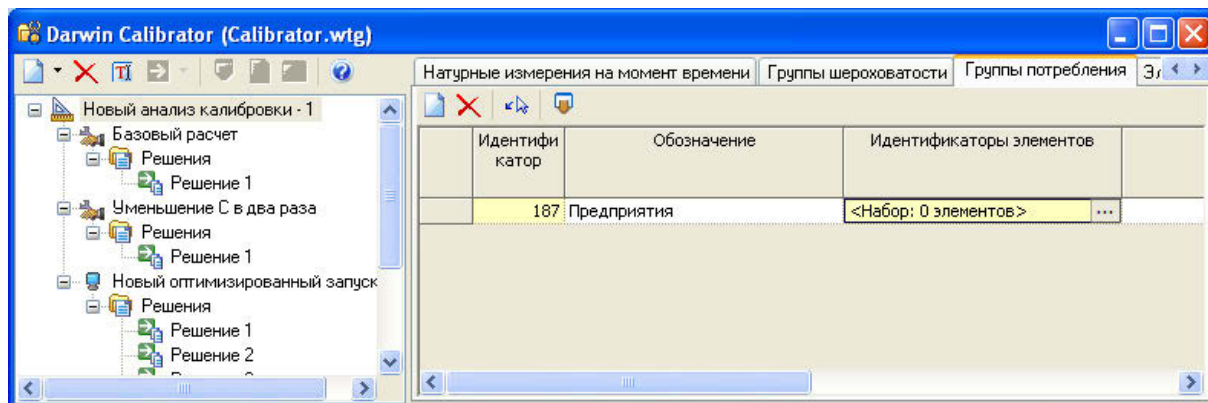 Darwin Calibrator (Calibrator.wtg)
Натурные измерения на момент времени
Группы шероховатости
Группы потребления
Новый анализ калибровки - 1
Базовый расчет
Решения
Решение 1
Уменьшение С в два раза
Решения
Решение 1
Новый оптимизированный запуск
Решения
Решение 1
Решение 2
Идентифи
катор
Обозначение
Идентификаторы элементов
187
Предприятия
<Набор: 0 элементов>
...